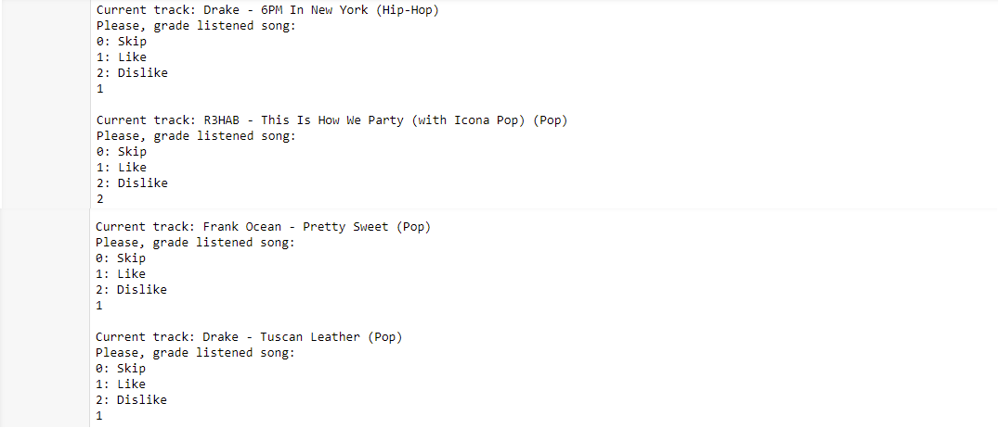 Current track: Drake - 6PM In New York (Hip-Hop)
Please, grade listened song:
0: Skip
1: Like
2: Dislike
1
Current track: R3HAB - This Is How We Party (with Icona Pop) (Pop)
Please, grade listened song:
0: Skip
1: Like
2: Dislike
2
Current track: Frank Ocean - Pretty Sweet (Pop)
Please, grade listened song:
0: Skip
1: Like
2: Dislike
1
Current track: Drake - Tuscan Leather (Pop)
Please, grade listened song:
0: Skip
1: Like
2: Dislike
1